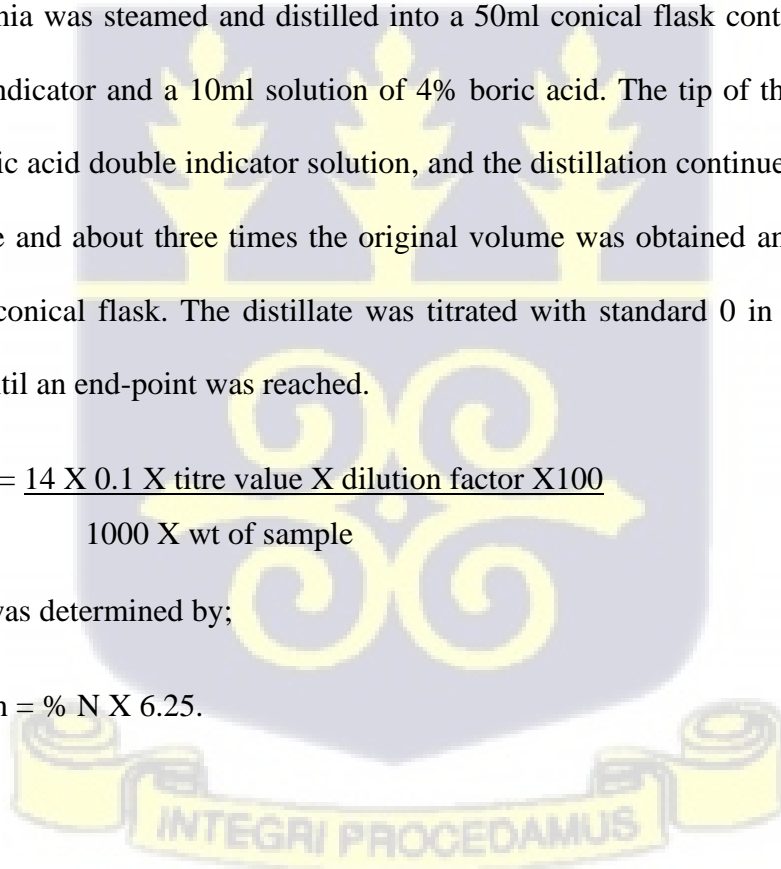 nia was steamed and distilled into a 50ml conical flask cont
ndicator and a 10ml solution of 4% boric acid. The tip of th
ic acid double indicator solution, and the distillation continue
e and about three times the original volume was obtained an
conical flask. The distillate was titrated with standard 0 in
til an end-point was reached.
= 14 X 0.1 X titre value X dilution factor X100
1000 X wt of sample
was determined by;
n = % N X 6.25.
INTEGRI PROCEDAMUS